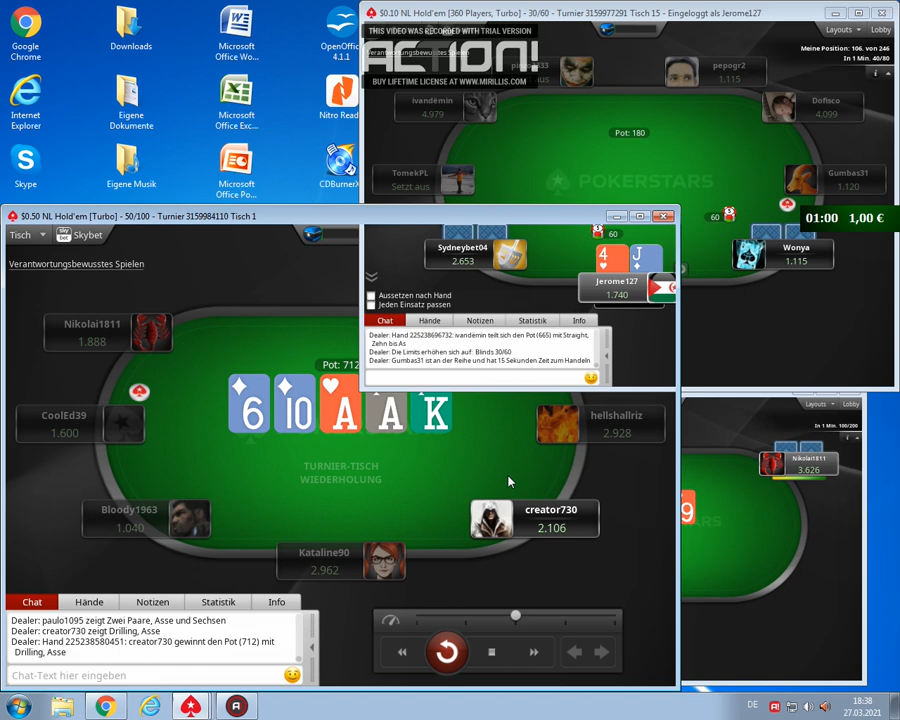 Google Chrome
Downloads
Microsoft Office Wo...
OpenOffice 4.1.1
Internet Explorer
Eigene Dokumente
Microsoft Office Exc...
Nitro Read
Skype
Eigene Musik
Microsoft Office Po...
CDBurnerX
$0.10 NL Hold'em [360 Players, Turbo] - 30/60 - Turnier 3159977291 Tisch 15 - Eingeloggt als Jerome127
THIS VIDEO WAS RECORDED WITH TRIAL VERSION
ACTION!
BUY LIFETIME LICENSE AT WWW.MIRILLIS.COM
Layouts
Lobby
Meine Position: 106. von 246
In 1 Min. 40/80
pepogr2
1.115
ivandémin
4.979
Dofisco
4.099
Pot: 180
TomekPL
Setzt aus
POKERSTARS
Gumbas31
1.120
60
01:00 1,00 €
60
Sydneybet04
2.653
4 J
Wonya
1.115
Jerome127
1.740
Aussetzen nach Hand
Jeden Einsatz passen
Chat Hände Notizen Statistik Info
Dealer: Hand 225238696732: ivandémin teilt sich den Pot (665) mit Straight,
Zehn bis As
Dealer: Die Limits erhöhen sich auf: Blinds 30/60
Dealer: Gumbas31 ist an der Reihe und hat 15 Sekunden Zeit zum Handeln
$0.50 NL Hold'em [Turbo] - 50/100 - Turnier 3159984110 Tisch 1
Tisch
sky bet
Skybet
Verantwortungsbewusstes Spielen
Nikolai1811
1.888
Pot: 712
6 10 A A K
CoolEd39
1.600
hellshallriz
2.928
TURNIER-TISCH
WIEDERHOLUNG
Bloody1963
1.040
creator730
2.106
Kataline90
2.962
Chat Hände Notizen Statistik Info
Dealer: paulo1095 zeigt Zwei Paare, Asse und Sechsen
Dealer: creator730 zeigt Drilling, Asse
Dealer: Hand 225238580451: creator730 gewinnt den Pot (712) mit
Drilling, Asse
Chat-Text hier eingeben
Layouts
Lobby
In 1 Min. 100/200
Nikolai1811
3.626
9
DE
18:38
27.03.2021